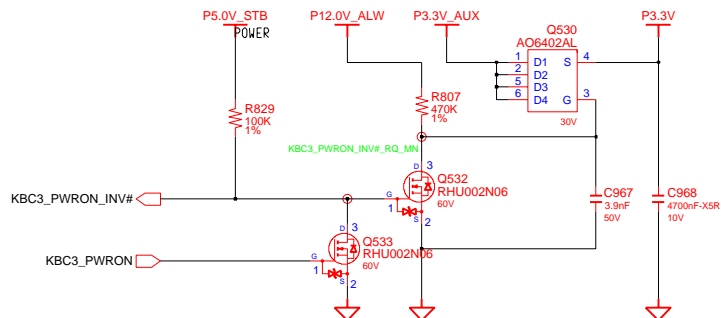 P5.0V_STB
POWER
P12.0V_ALW
P3.3V_AUX
P3.3V
Q530
AO6402AL
1 D1 S 4
2 D2
5 D3
6 D4 G 3
30V
R829
100K
1%
R807
470K
1%
KBC3_PWRON_INV#_RQ_MN
D 3
Q532
RHU002N06
60V
G
1
S 2
C967
3.9nF
50V
C968
4700nF-X5R
10V
KBC3_PWRON_INV#
D 3
Q533
RHU002N06
60V
G
1
S 2
KBC3_PWRON